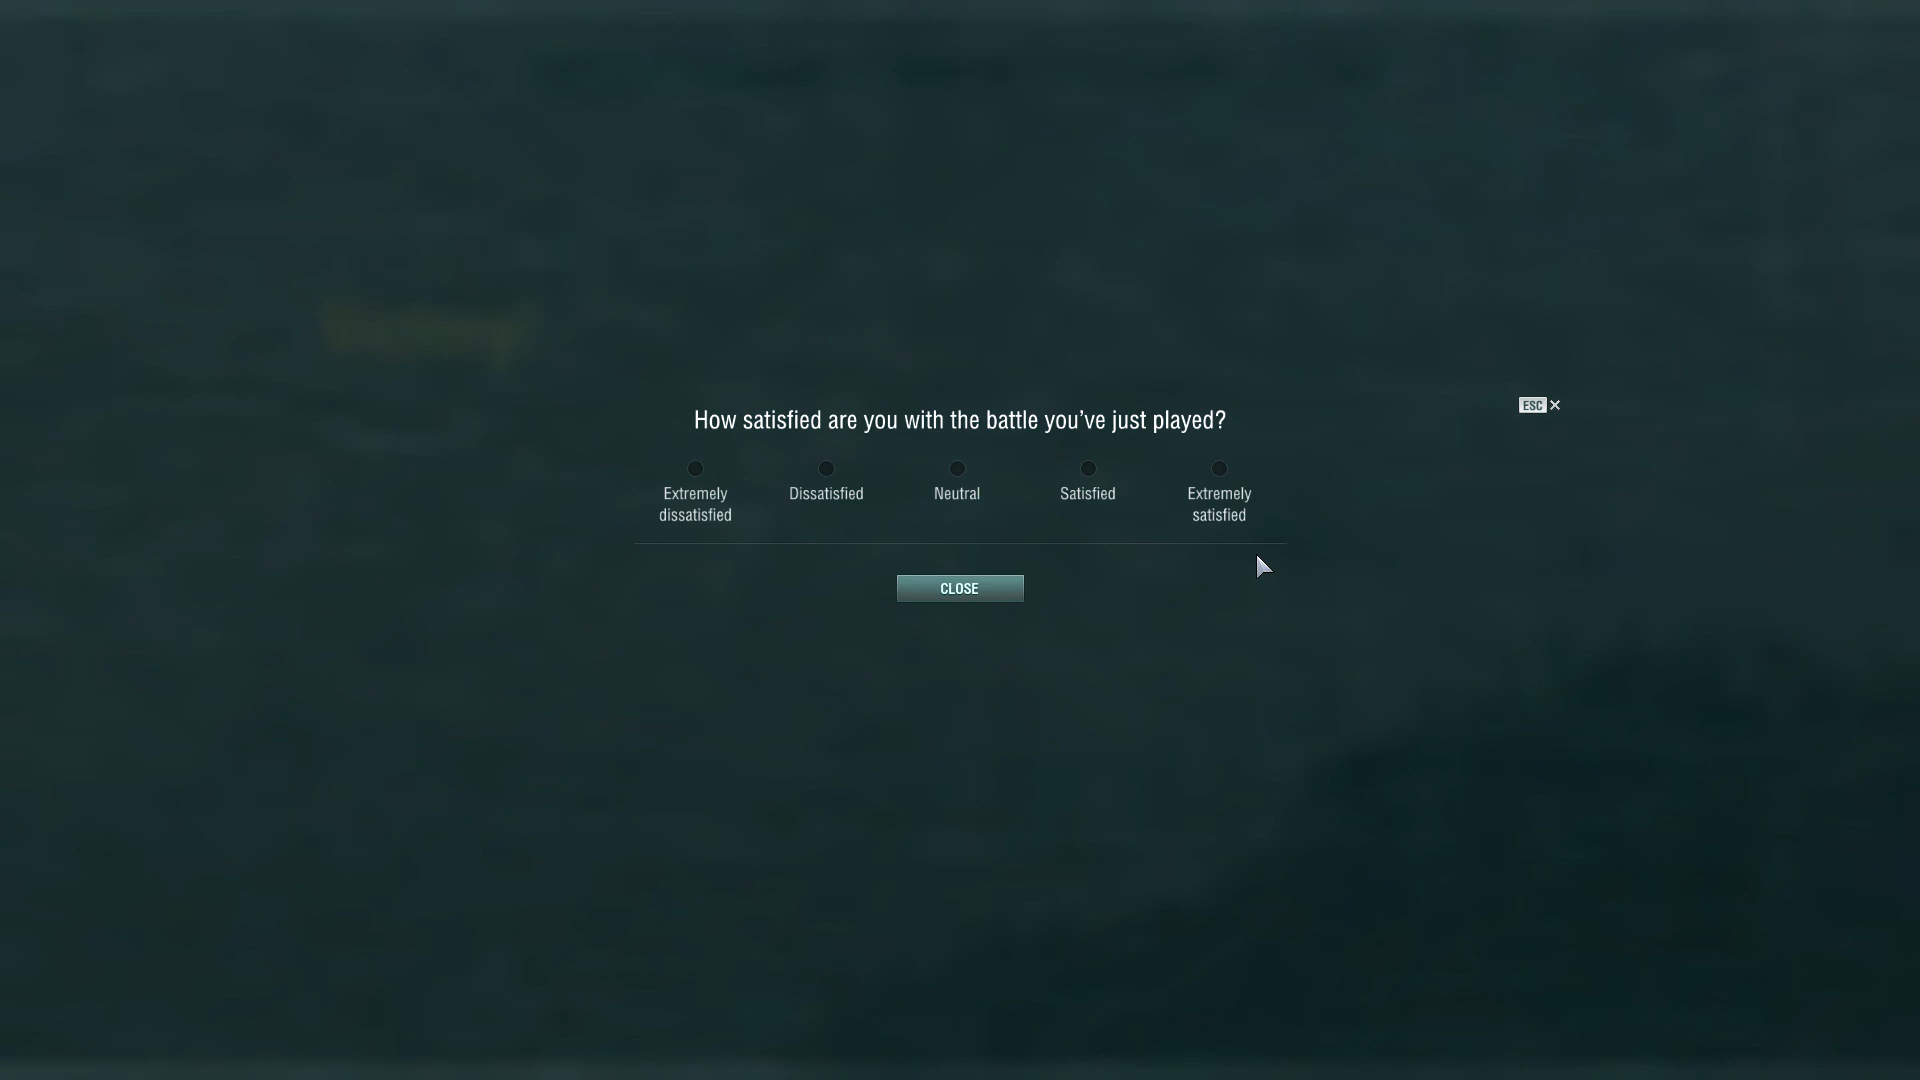 ESC
How satisfied are you with the battle you've just played?
Extremely dissatisfied
Dissatisfied
Neutral
Satisfied
Extremely satisfied
CLOSE